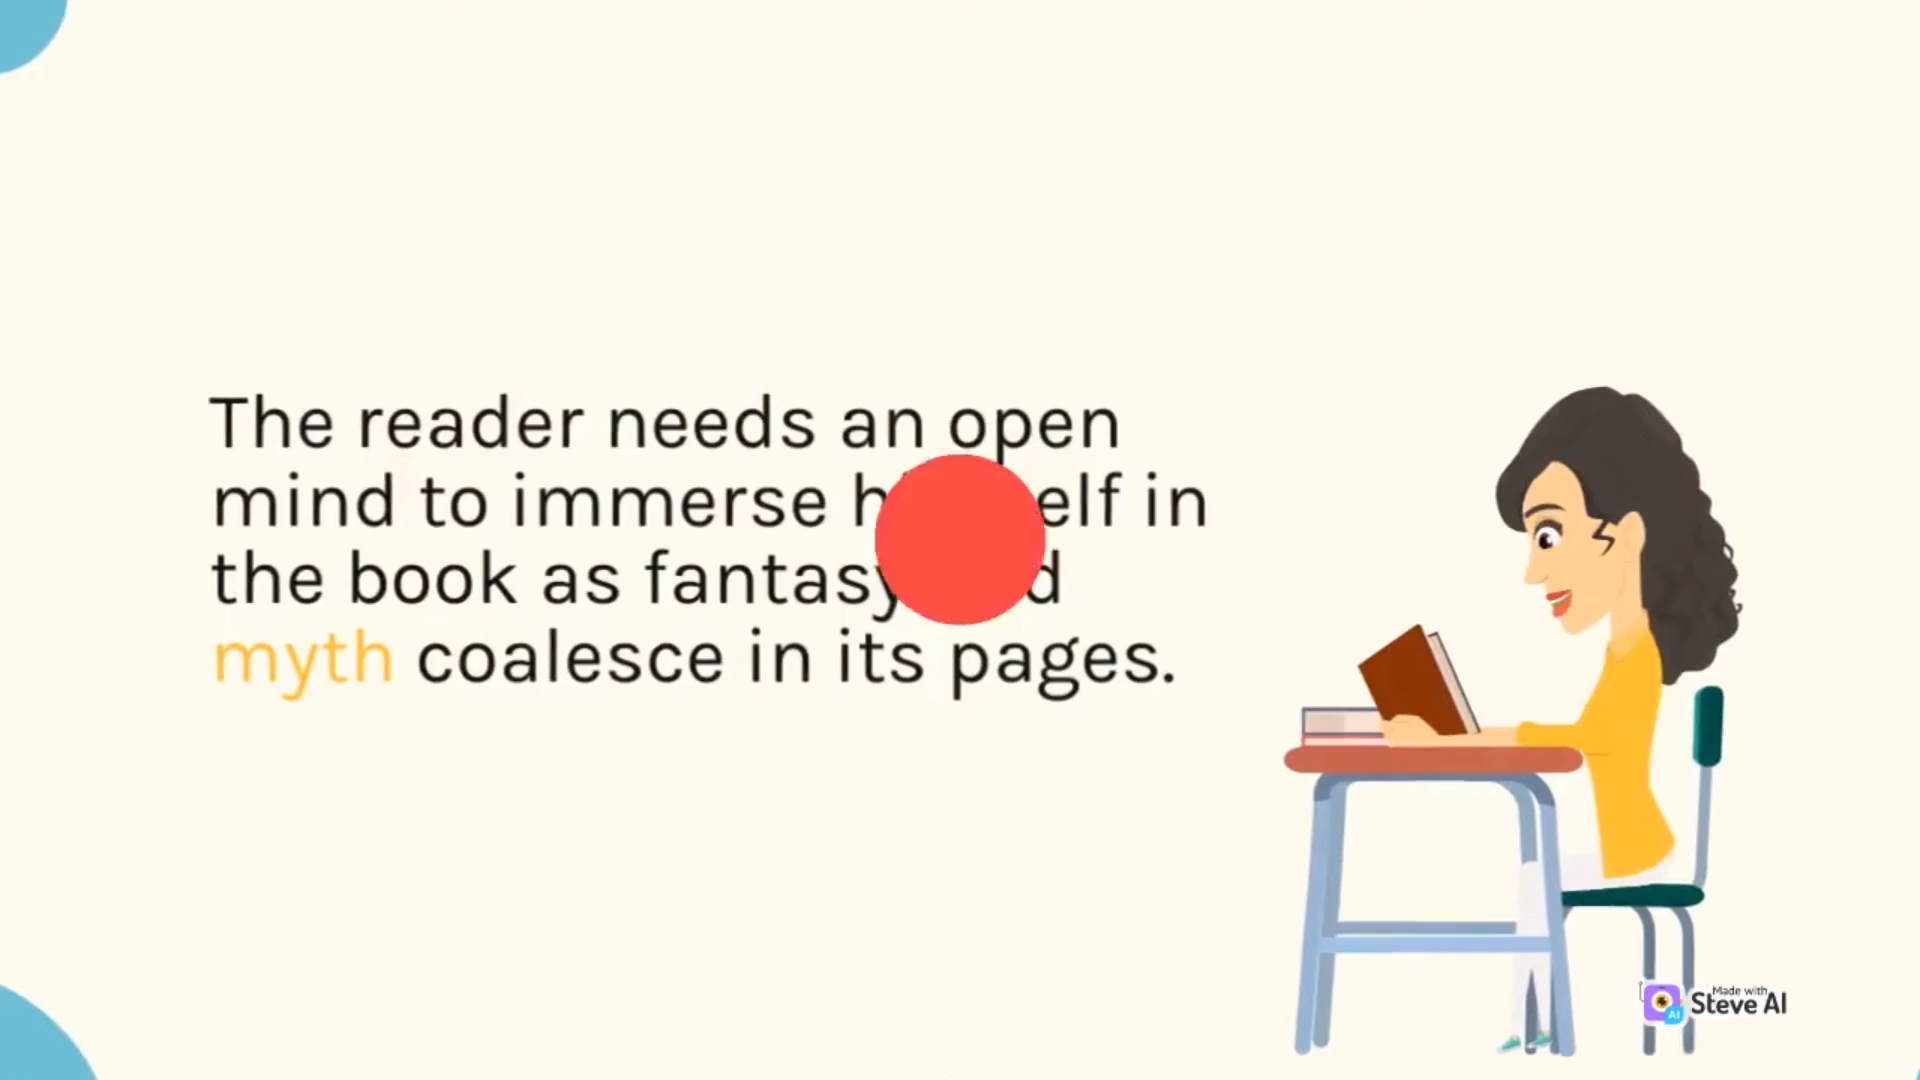 The reader needs an open
mind to immerse in
the book as fantasy
myth coalesce in its pages.
Made with
Steve AI
AI